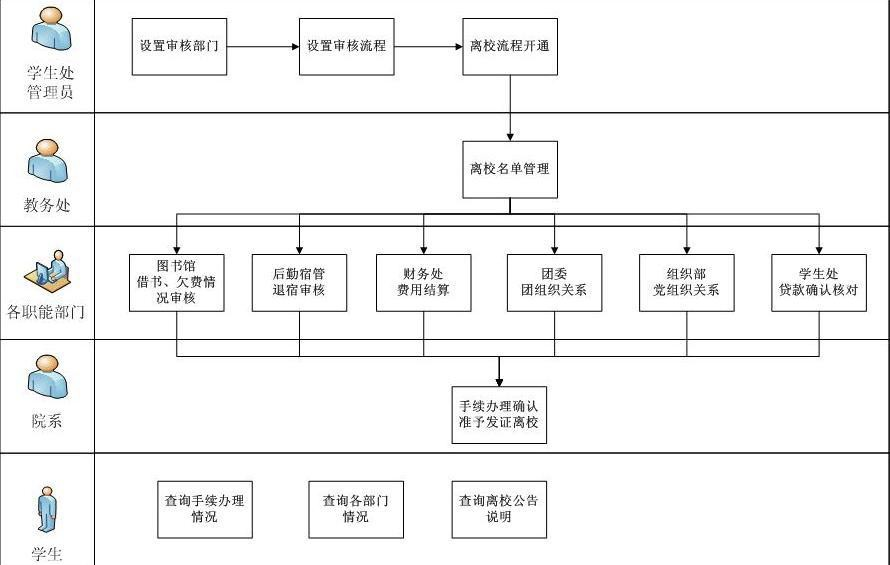 学生处
管理员
设置审核部门
设置审核流程
离校流程开通
教务处
离校名单管理
各职能部门
图书馆
借书、欠费情
况审核
后勤宿管
退宿审核
财务处
费用结算
团委
团组织关系
组织部
党组织关系
学生处
贷款确认核对
院系
手续办理确认
准予发证离校
学生
查询手续办理
情况
查询各部门
情况
查询离校公告
说明